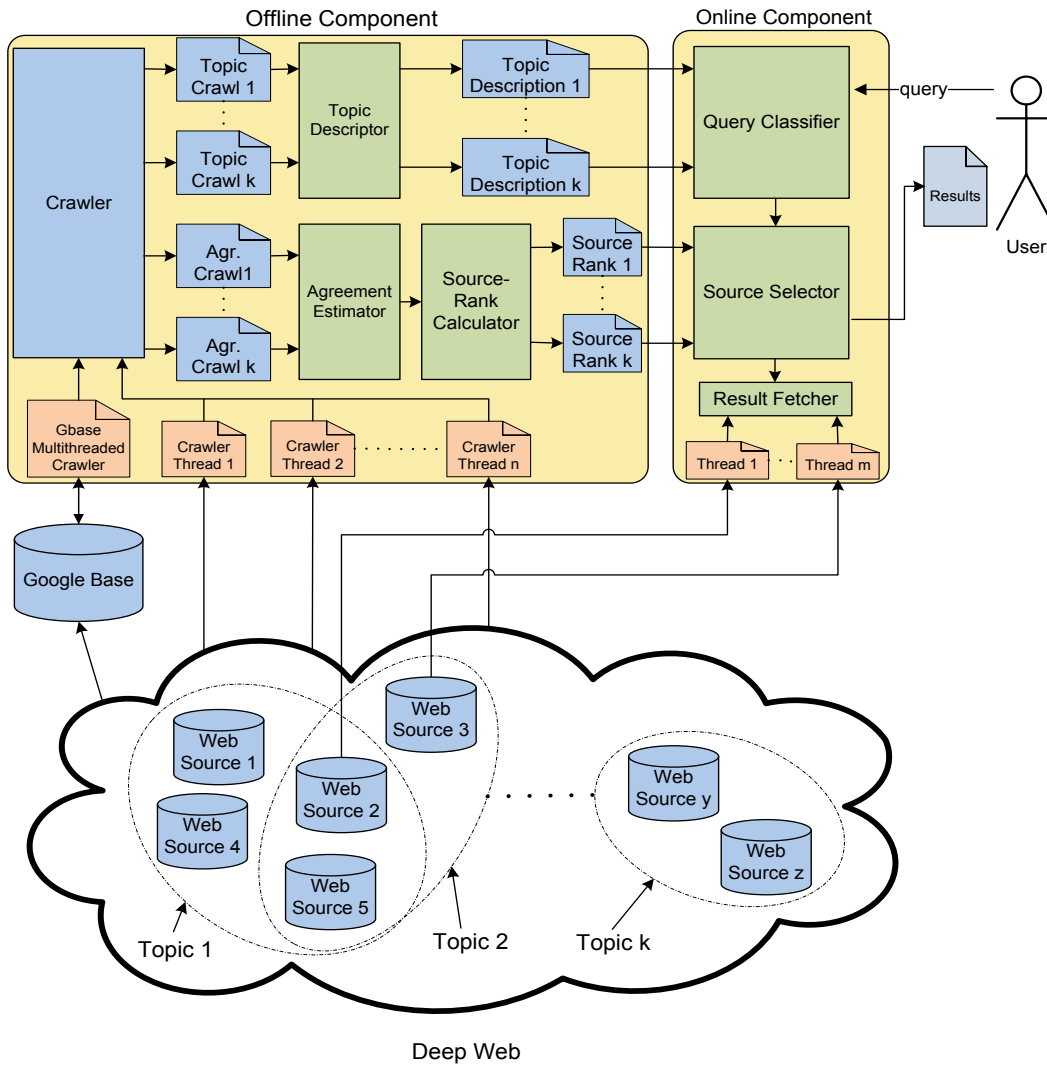 Offline Component
Online Component
Crawler
Topic
Crawl 1
Topic
Crawl k
Topic
Descriptor
Topic
Description 1
Topic
Description k
Query Classifier
query
User
Results
Agr.
Crawl1
Agr.
Crawl k
Agreement
Estimator
Source-
Rank
Calculator
Source
Rank 1
Source
Rank k
Source Selector
Result Fetcher
Gbase
Multithreaded
Crawler
Crawler
Thread 1
Crawler
Thread 2
Crawler
Thread n
Thread 1
Thread m
Google Base
Web
Source 1
Web
Source 2
Web
Source 3
Web
Source 4
Web
Source 5
Web
Source y
Web
Source z
Topic 1
Topic 2
Topic k
Deep Web